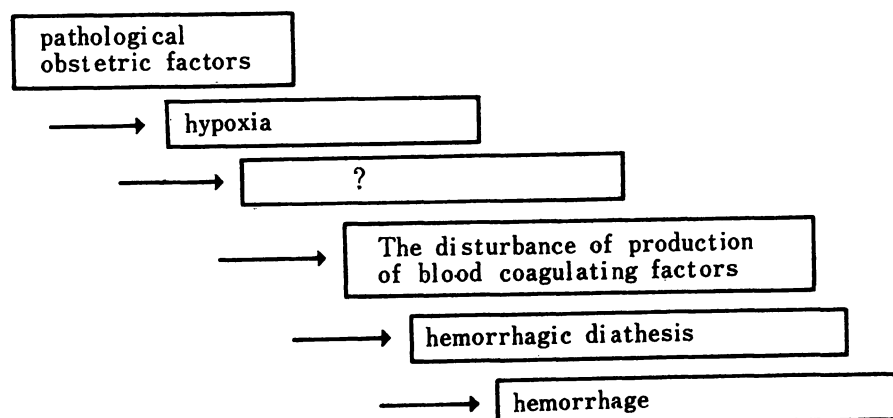 pathological
obstetric factors
hypoxia
?
The disturbance of production
of blood coagulating factors
hemorrhagic diathesis
hemorrhage